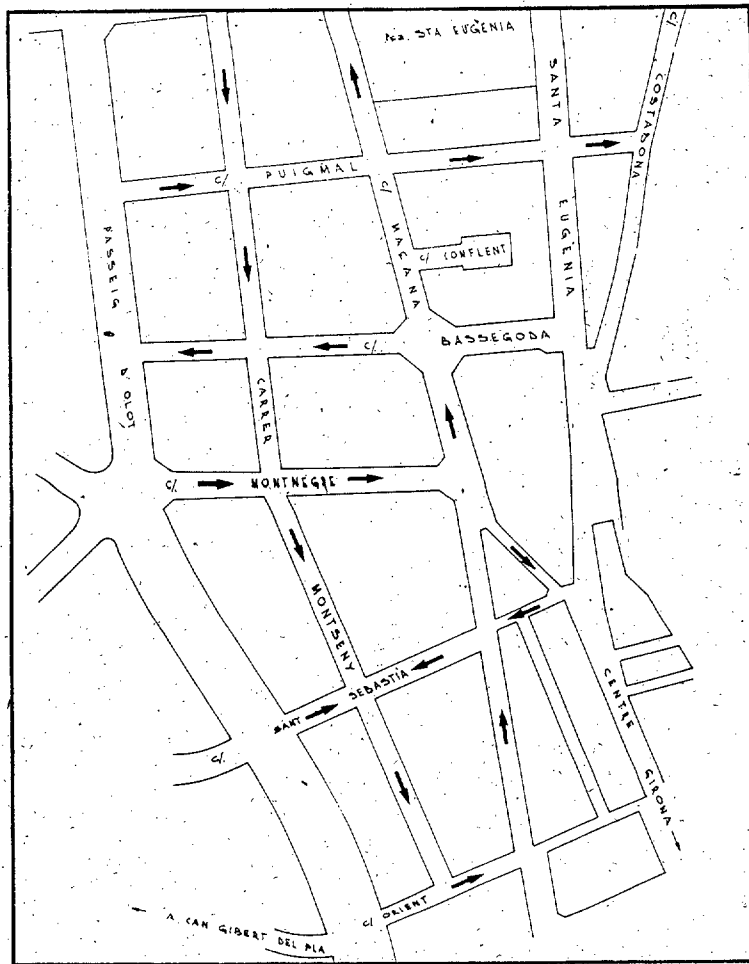 Pça. STA EUGÈNIA
SANTA
EUGÈNIA
C/ COSTABONA
C/ PUIGMAL
C/ MAÇANA
C/ CONFLENT
PASSEIG D'OLOT
C/ BASSEGODA
CARRER
MONTSENY
C/ MONTNEGRE
C/ SANT SEBASTIÀ
CENTRE
GIRONA
C/ ORIENT
A CAN GIBERT DEL PLA